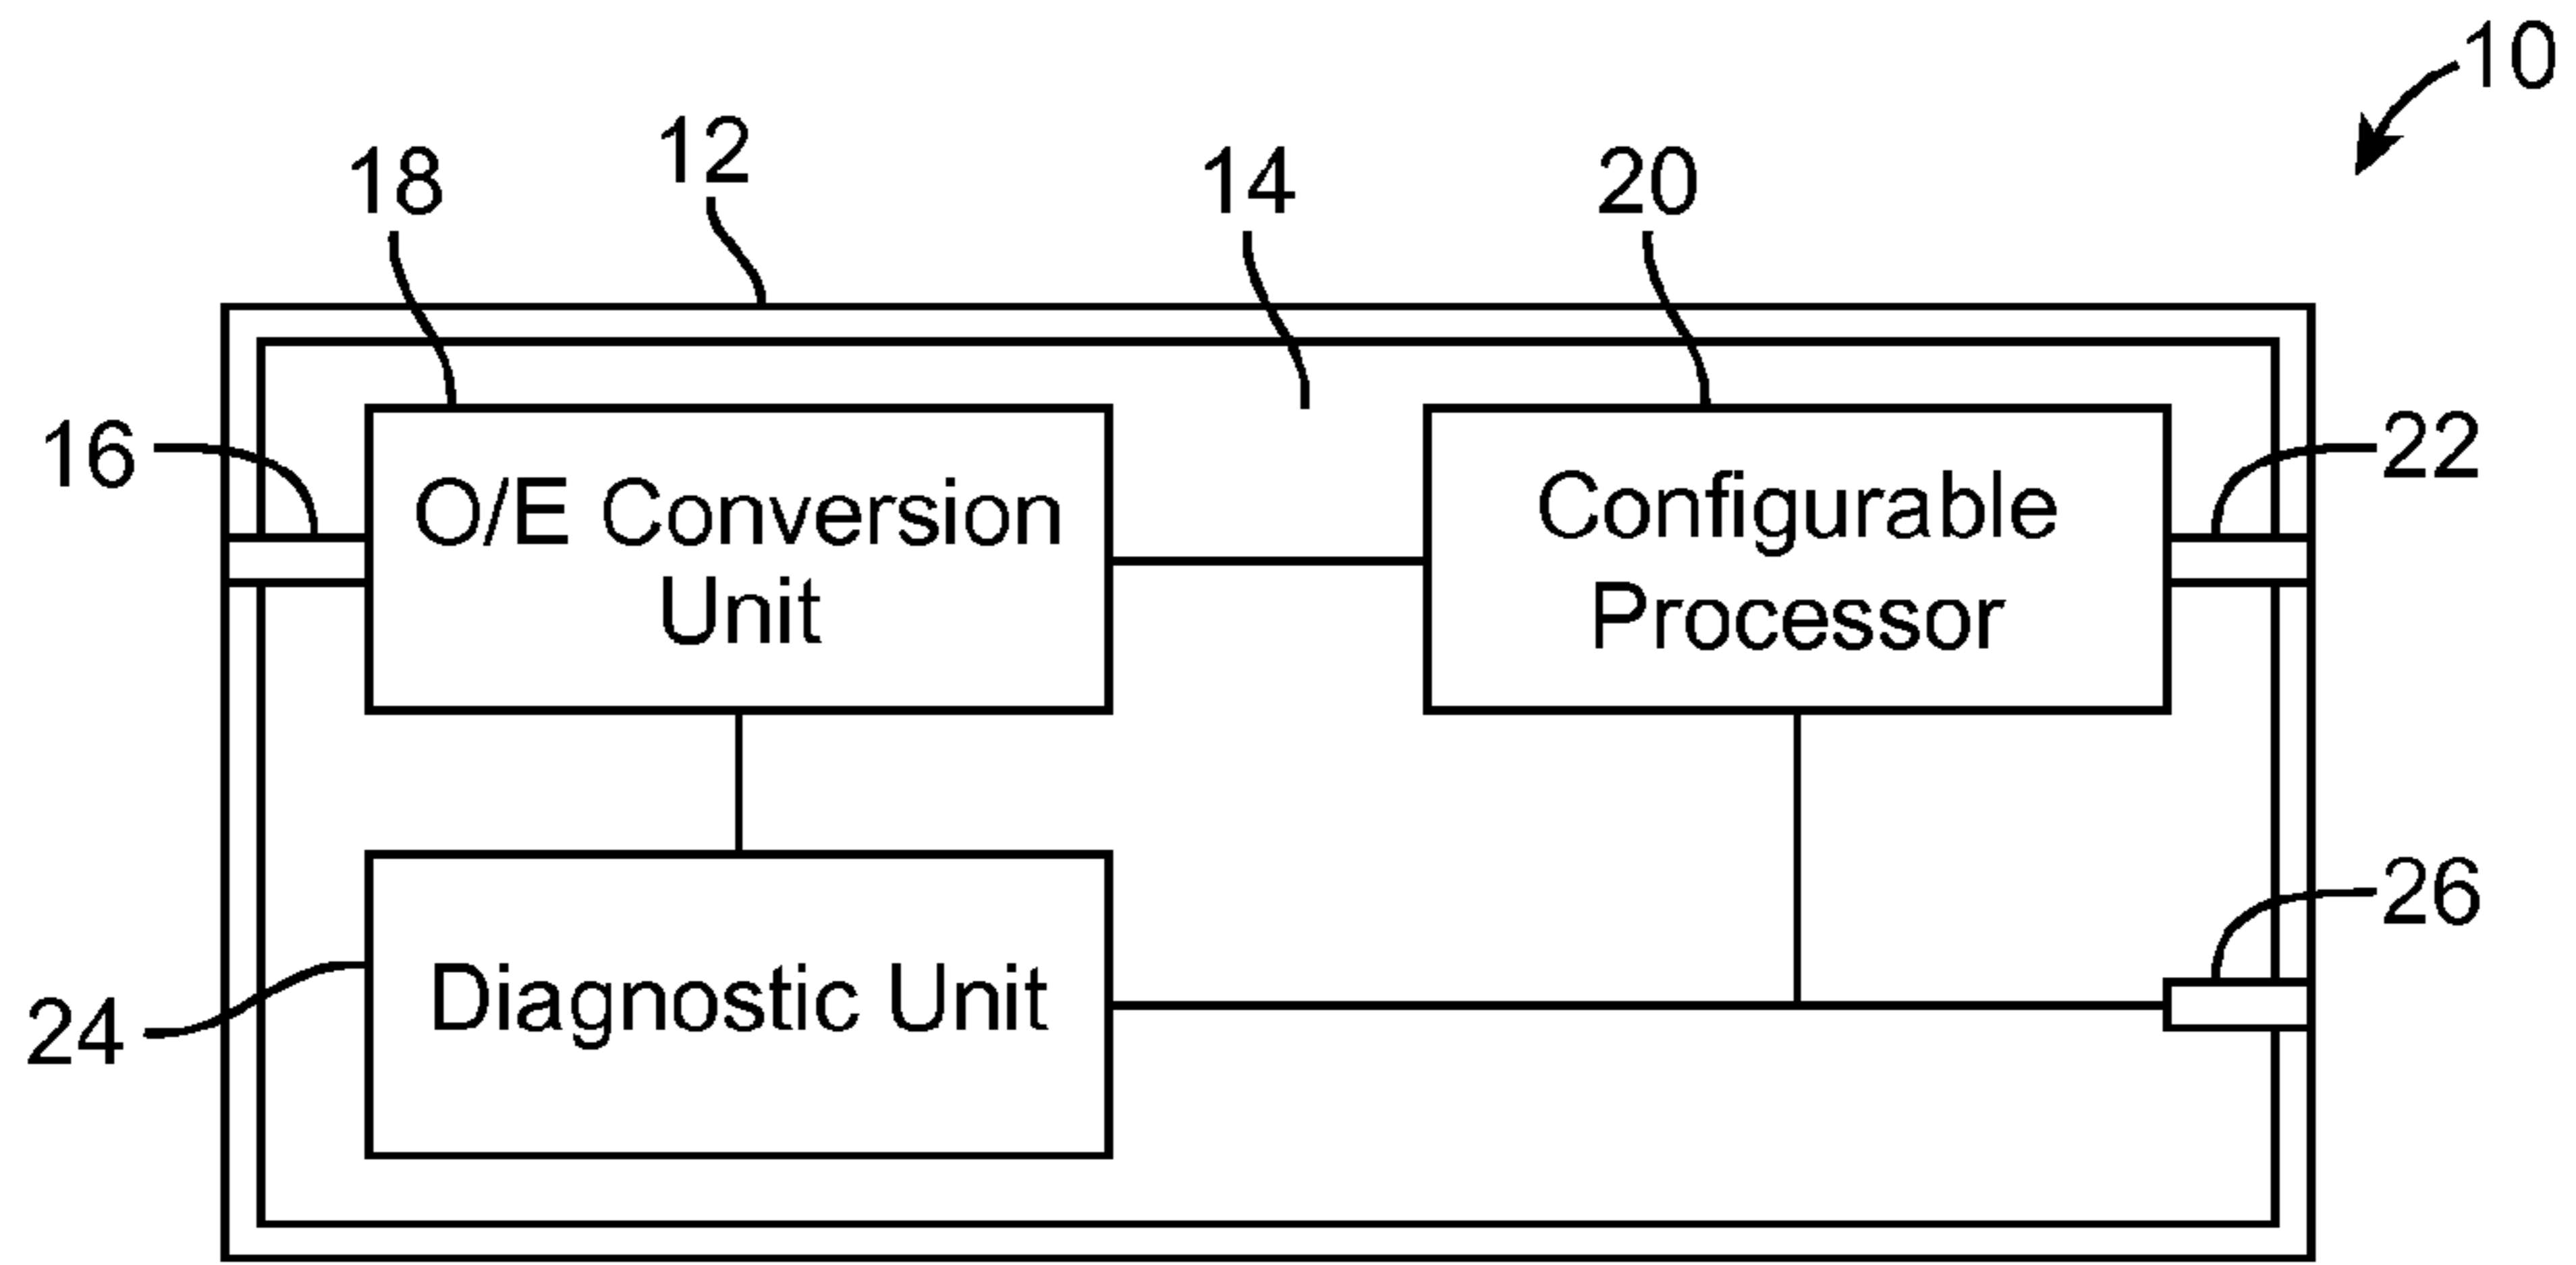 10
12
18
14
20
16
22
O/E Conversion
Unit
Configurable
Processor
26
24
Diagnostic Unit